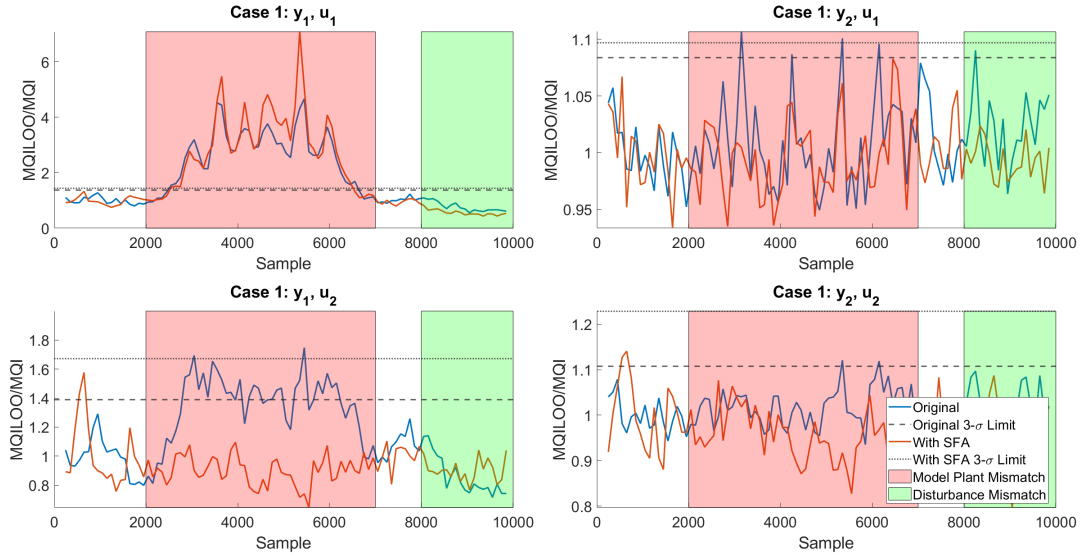 Case 1: y1, u1
MQILOO/MQI
6
4
2
0
0 2000 4000 6000 8000 10000
Sample
Case 1: y2, u1
1.1
1.05
1
0.95
0 2000 4000 6000 8000 10000
Sample
Case 1: y1, u2
MQILOO/MQI
1.8
1.6
1.4
1.2
1.0
0.8
0 2000 4000 6000 8000 10000
Sample
Case 1: y2, u2
MQILOO/MQI
1.2
1.1
1
0.9
0.8
0 2000 4000 6000 8000 10000
Sample
Original
Original 3-σ Limit
With SFA
With SFA 3-σ Limit
Model Plant Mismatch
Disturbance Mismatch